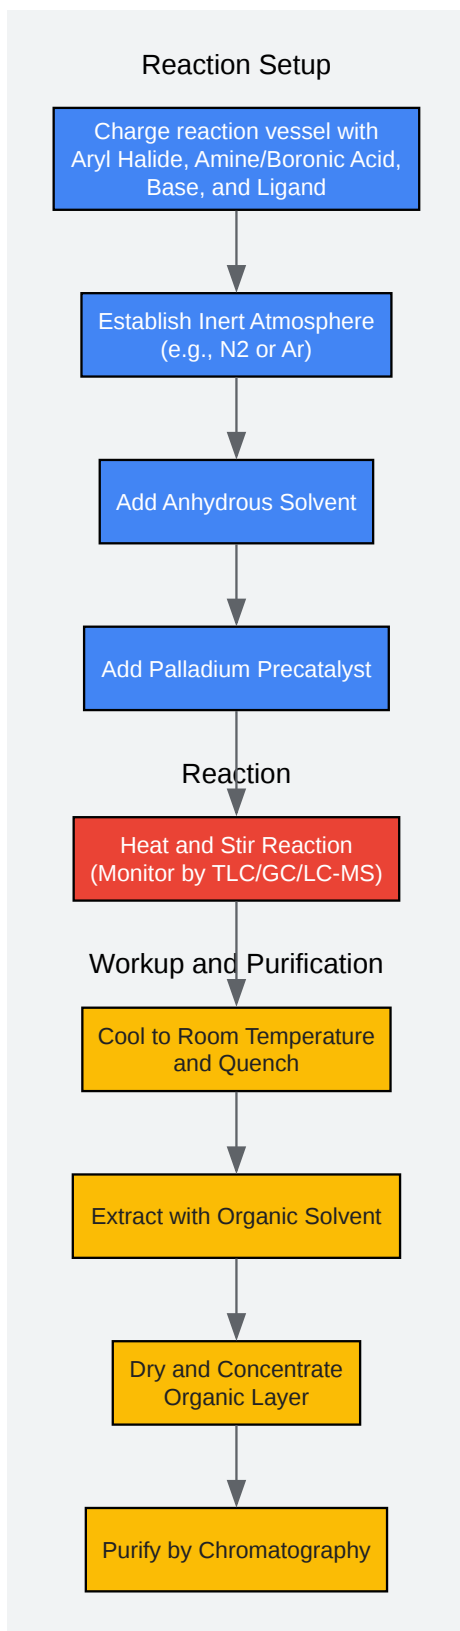 Reaction Setup
Charge reaction vessel with
Aryl Halide, Amine/Boronic Acid,
Base, and Ligand
Establish Inert Atmosphere
(e.g., N2 or Ar)
Add Anhydrous Solvent
Add Palladium Precatalyst
Reaction
Heat and Stir Reaction
(Monitor by TLC/GC/LC-MS)
Workup and Purification
Cool to Room Temperature
and Quench
Extract with Organic Solvent
Dry and Concentrate
Organic Layer
Purify by Chromatography